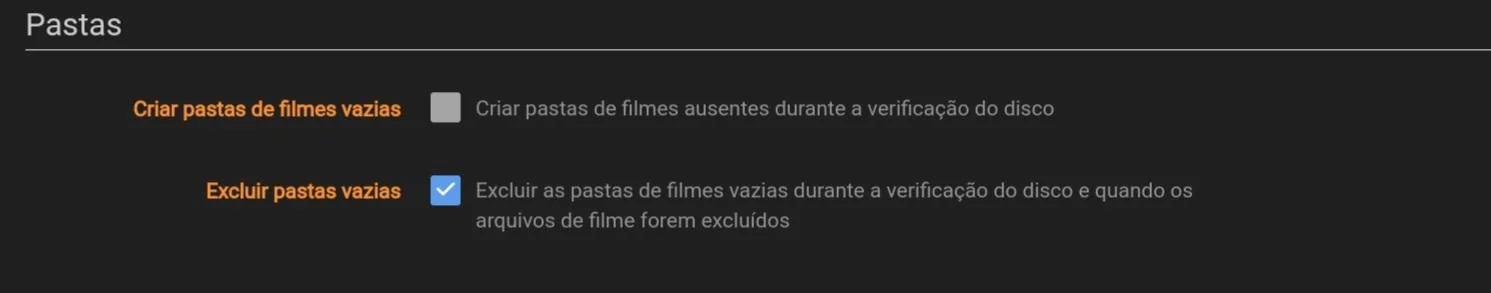 Pastas
Criar pastas de filmes vazias
Criar pastas de filmes ausentes durante a verificação do disco
Excluir pastas vazias
Excluir as pastas de filmes vazias durante a verificação do disco e quando os
arquivos de filme forem excluídos